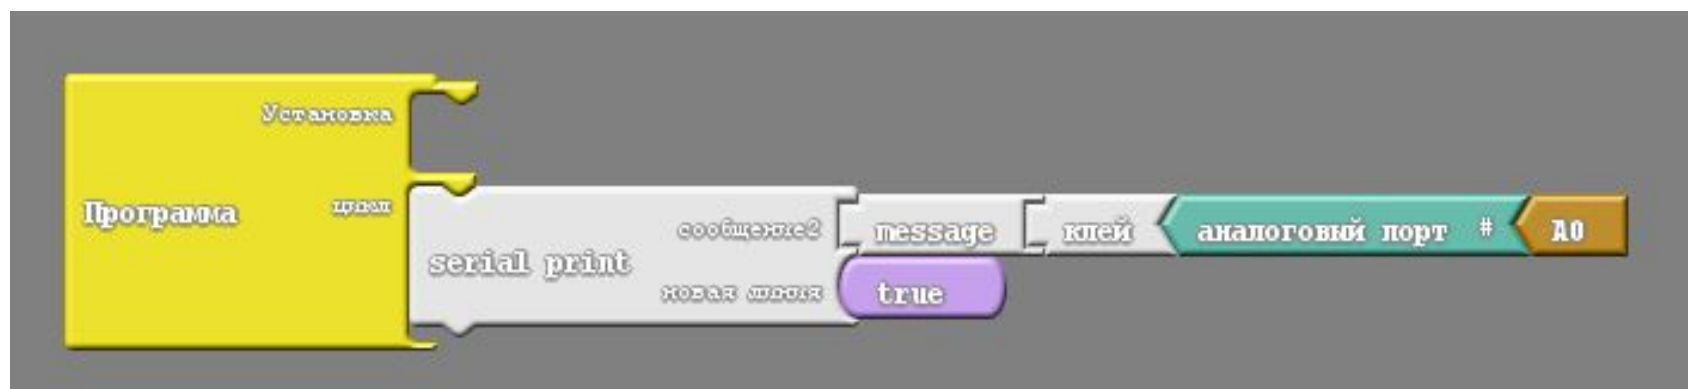 Установка
Программа
цикл
serial print
сообщение2
message
клей
аналоговый порт #
A0
новая линия
true